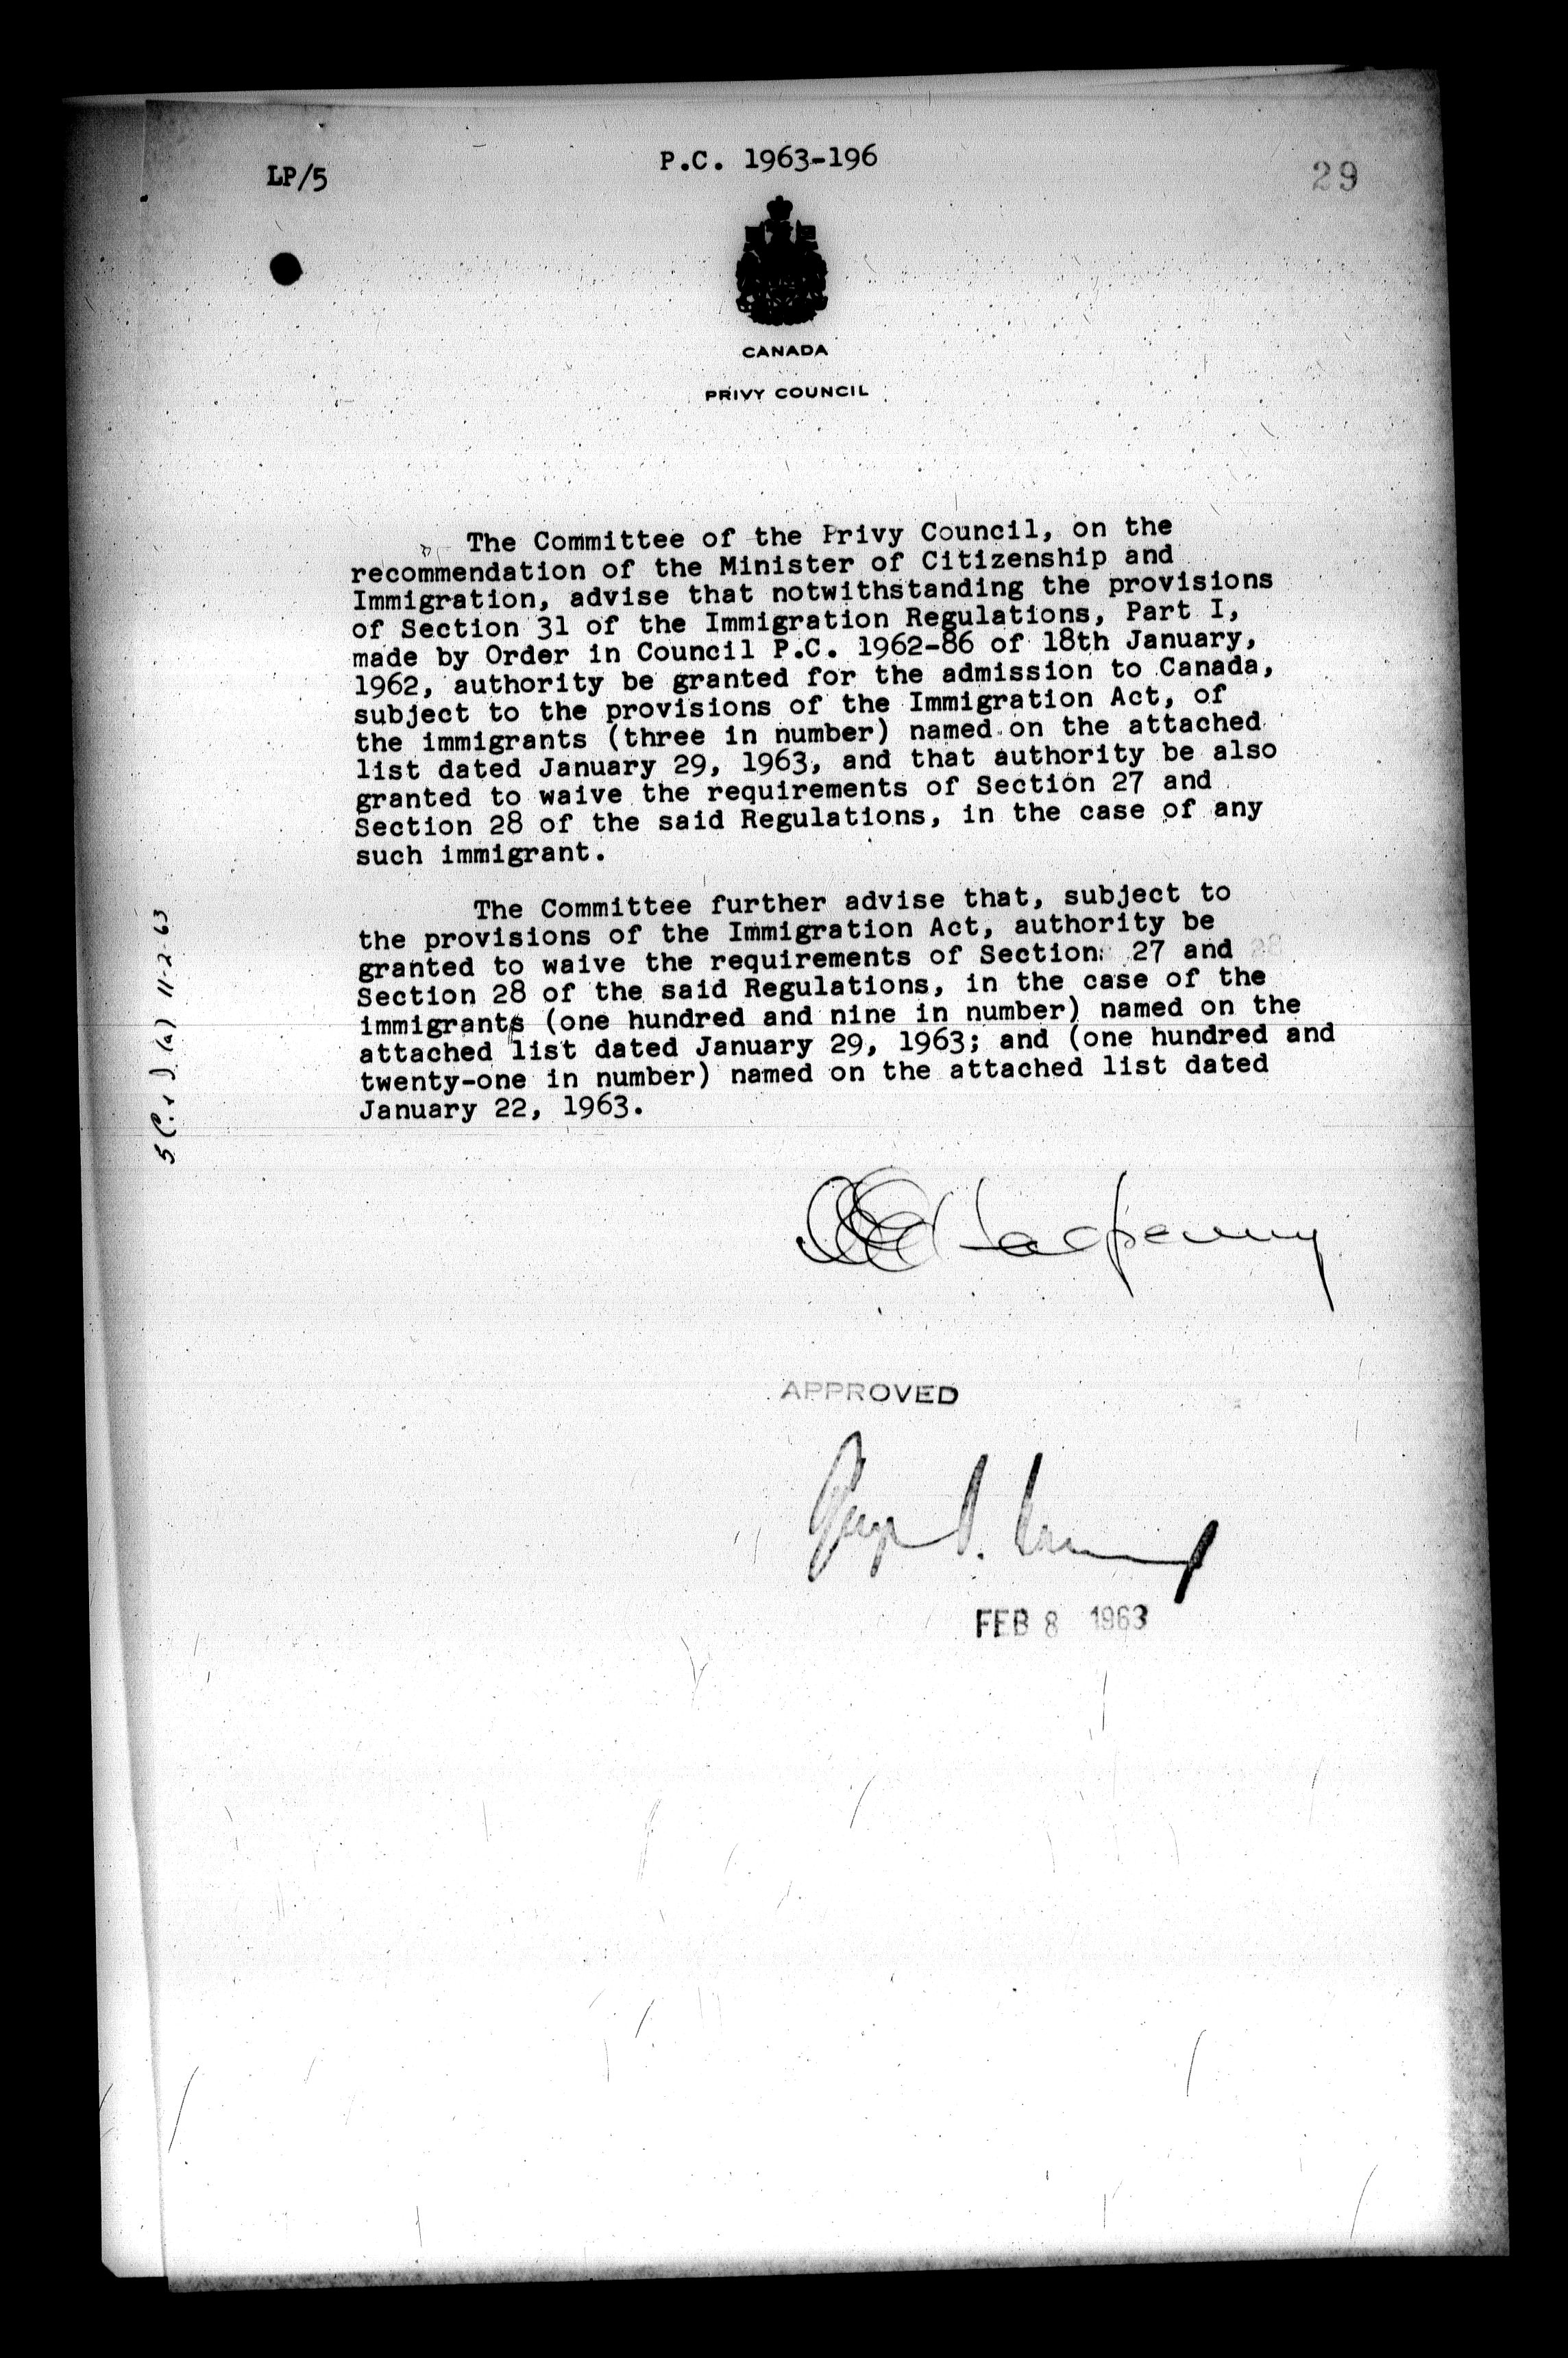 P.C. 1963-196
LP/5
29
CANADA
PRIVY COUNCIL
The Committee of the Privy Council, on the
recommendation of the Minister of Citizenship and
Immigration, advise that notwithstanding the provisions
of Section 31 of the Immigration Regulations, Part I,
made by Order in Council P.C. 1962-86 of 18th January,
1962, authority be granted for the admission to Canada,
subject to the provisions of the Immigration Act, of
the immigrants (three in number) named on the attached
list dated January 29, 1963, and that authority be also
granted to waive the requirements of Section 27 and
Section 28 of the said Regulations, in the case of any
such immigrant.
The Committee further advise that, subject to
the provisions of the Immigration Act, authority be
granted to waive the requirements of Section 27 and
Section 28 of the said Regulations, in the case of the
immigrants (one hundred and nine in number) named on the
attached list dated January 29, 1963; and (one hundred and
twenty-one in number) named on the attached list dated
January 22, 1963.
11-2-63
APPROVED
FEB 8 1963